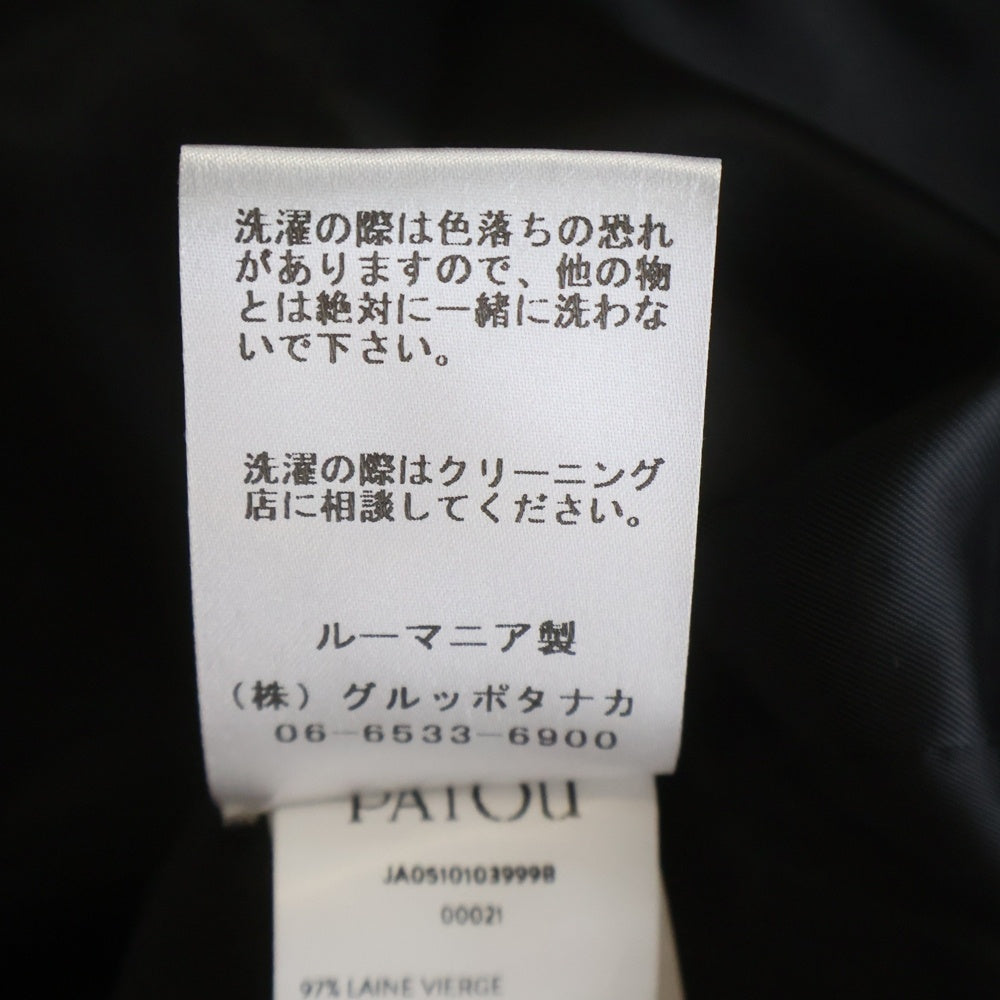 洗濯の際は色落ちの恐れ
がありますので、他の物
とは絶対に一緒に洗わな
いで下さい。
洗濯の際はクリーニング
店に相談してください。
ルーマニア製
（株）グルッポタナカ
06-6533-6900
PATOU
JA0510103999B
00021
97% LAINE VIERGE